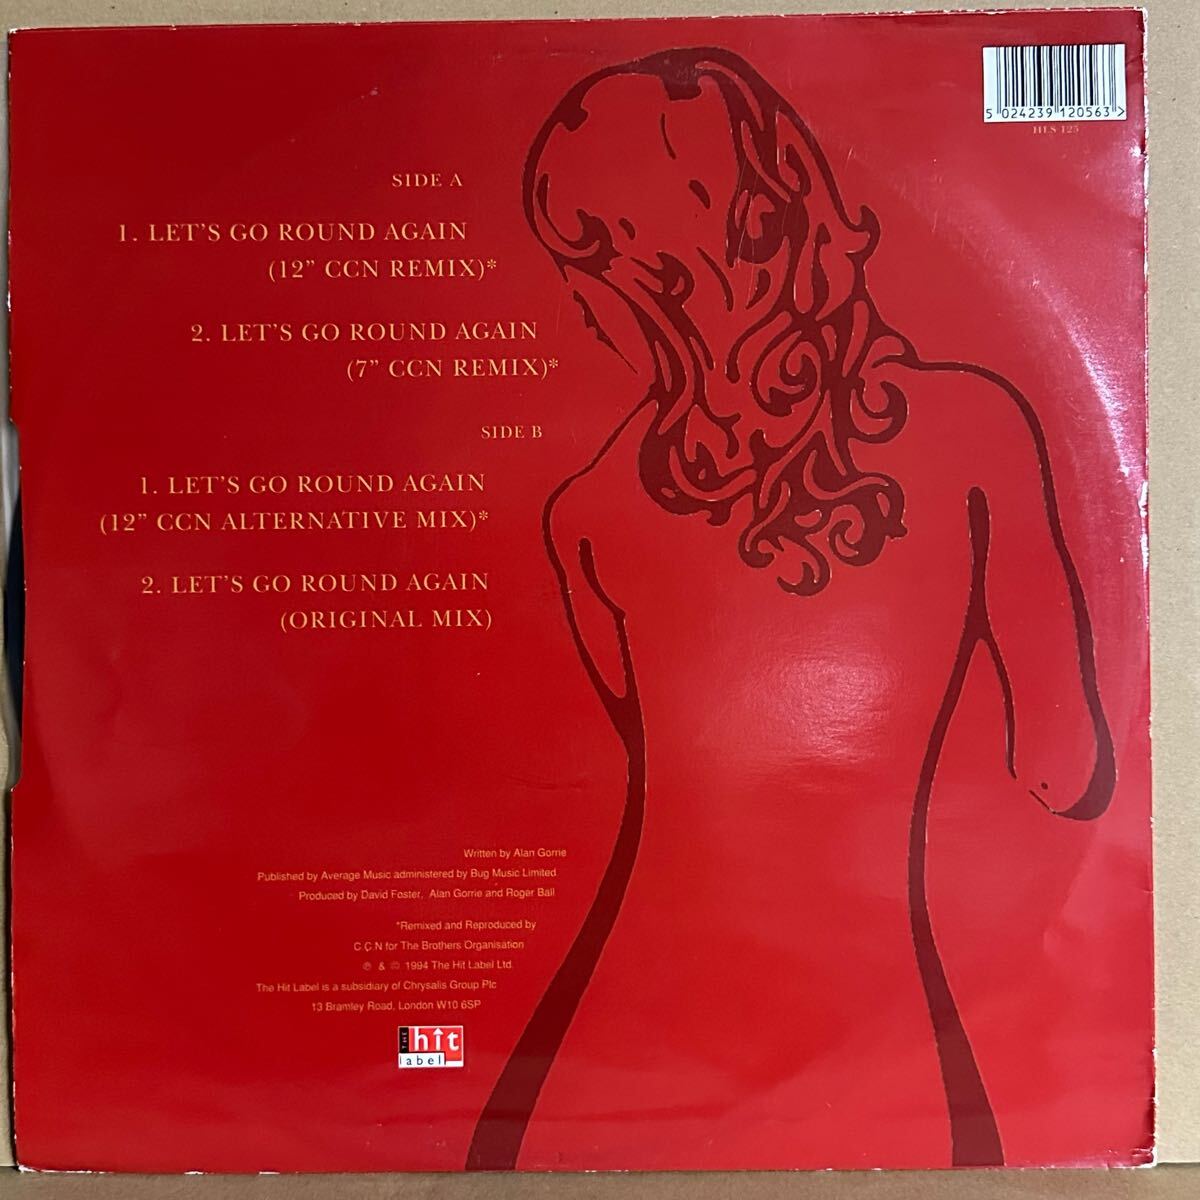 5 024239 120563 >
HLS 12S
SIDE A
1. LET'S GO ROUND AGAIN
(12" CCN REMIX)*
2. LET'S GO ROUND AGAIN
(7" CCN REMIX)*
SIDE B
1. LET'S GO ROUND AGAIN
(12" CCN ALTERNATIVE MIX)*
2. LET'S GO ROUND AGAIN
(ORIGINAL MIX)
Written by Alan Gorrie
Published by Average Music administered by Bug Music Limited
Produced by David Foster, Alan Gorrie and Roger Ball
*Remixed and Reproduced by
C C N for The Brothers Organisation
℗ & © 1994 The Hit Label Ltd.
The Hit Label is a subsidiary of Chrysalis Group Plc
13 Bramley Road, London W10 6SP
THE hit
label